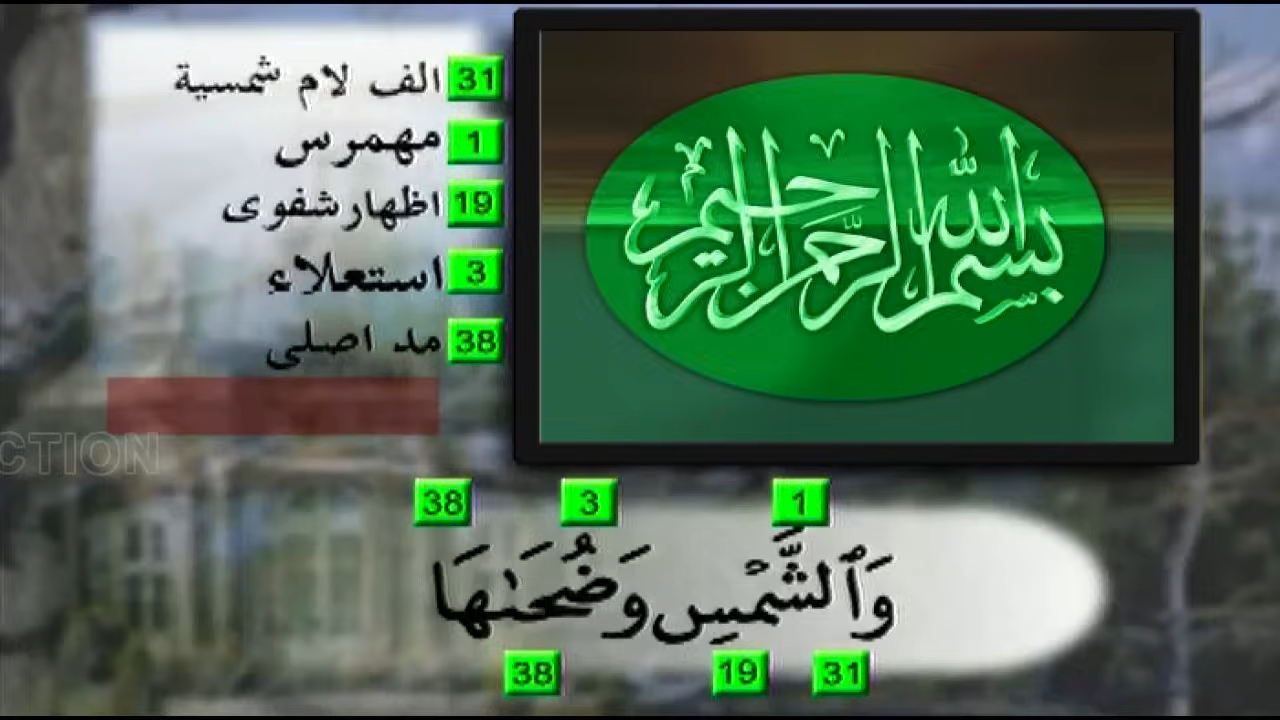 الف لام شمسية 31
مهمرس 1
اظهار شفوى 19
استعلاء 3
مد اصلى 38
بسم الله الرحمن الرحيم
CTION
38 3 1
وَٱلشَّمْسِ وَضُحَىٰهَا
38 19 31